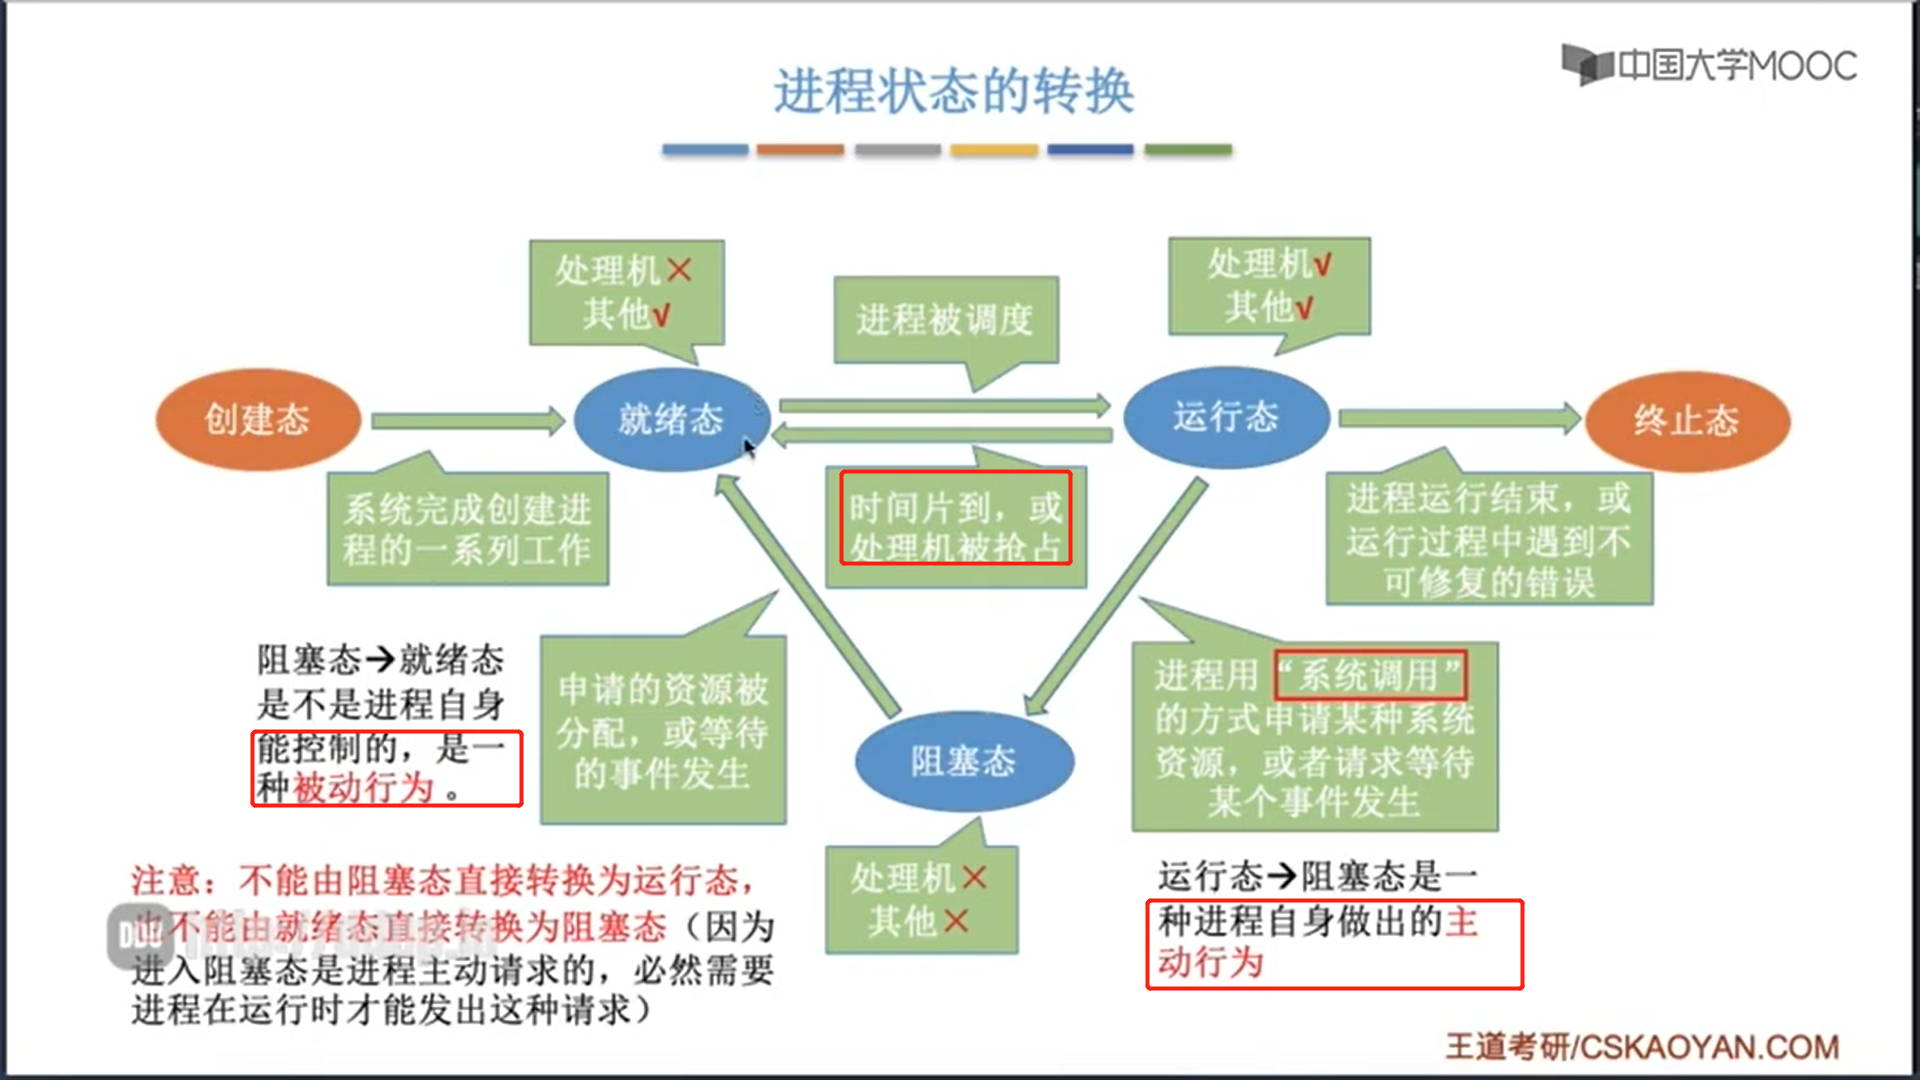 中国大学MOOC
进程状态的转换
处理机×
其他√
进程被调度
处理机√
其他√
创建态
就绪态
运行态
终止态
系统完成创建进
程的一系列工作
时间片到，或
处理机被抢占
进程运行结束，或
运行过程中遇到不
可修复的错误
阻塞态→就绪态
是不是进程自身
能控制的，是一
种被动行为。
申请的资源被
分配，或等待
的事件发生
阻塞态
进程用“系统调用”
的方式申请某种系统
资源，或者请求等待
某个事件发生
处理机×
其他×
注意：不能由阻塞态直接转换为运行态，
也不能由就绪态直接转换为阻塞态（因为
进入阻塞态是进程主动请求的，必然需要
进程在运行时才能发出这种请求）
运行态→阻塞态是一
种进程自身做出的主
动行为
王道考研/CSKAOYAN.COM